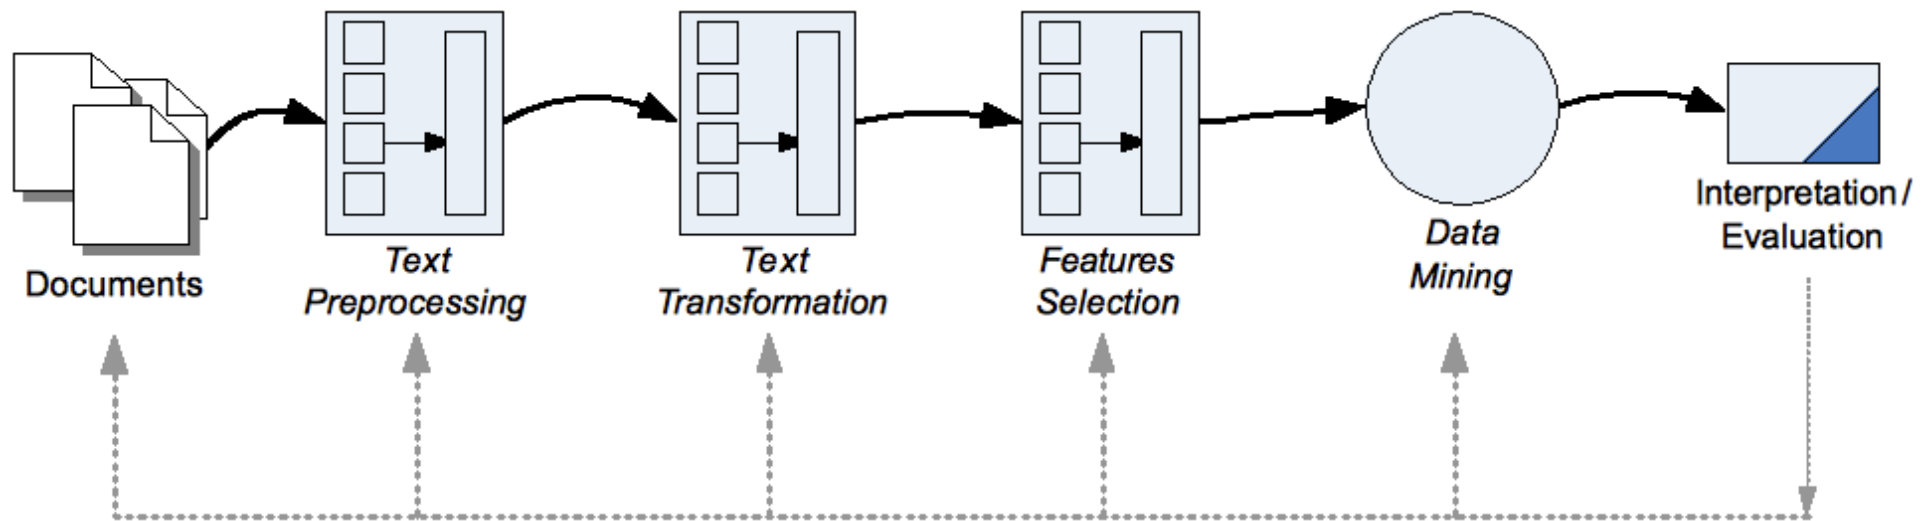 Documents
Text
Preprocessing
Text
Transformation
Features
Selection
Data
Mining
Interpretation /
Evaluation